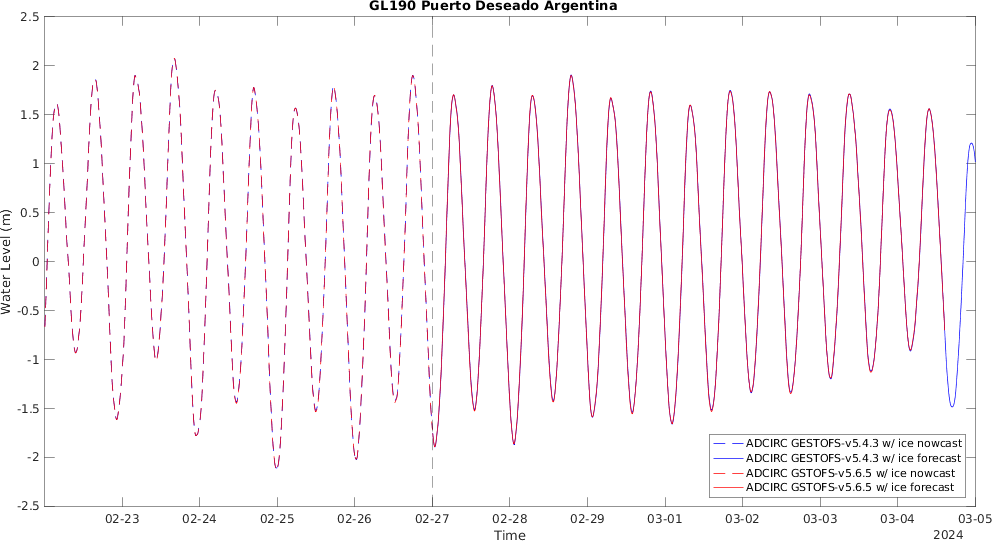 GL190 Puerto Deseado Argentina
2.5
2
1.5
1
0.5
0
-0.5
-1
-1.5
-2
-2.5
Water Level (m)
ADCIRC GESTOFS-v5.4.3 w/ ice nowcast
ADCIRC GESTOFS-v5.4.3 w/ ice forecast
ADCIRC GSTOFS-v5.6.5 w/ ice nowcast
ADCIRC GSTOFS-v5.6.5 w/ ice forecast
02-23 02-24 02-25 02-26 02-27 02-28 02-29 03-01 03-02 03-03 03-04 03-05
Time
2024